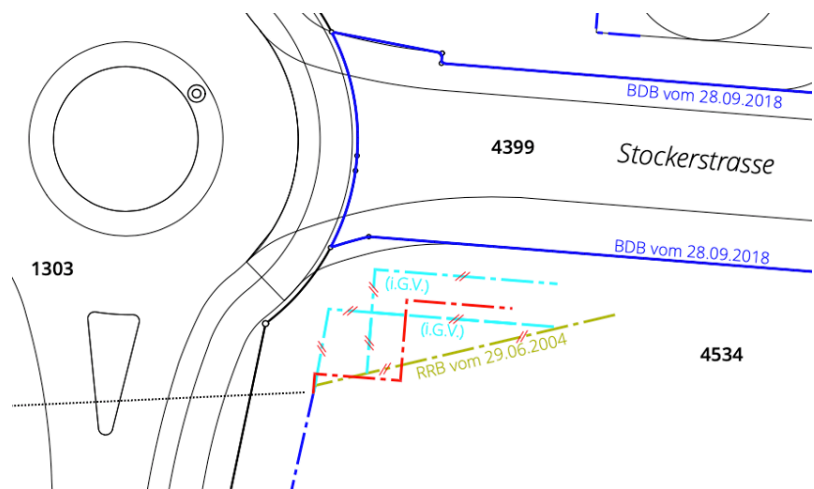 BDB vom 28.09.2018
4399
Stockerstrasse
BDB vom 28.09.2018
1303
(i.G.V.)
(i.G.V.)
RRB vom 29.06.2004
4534